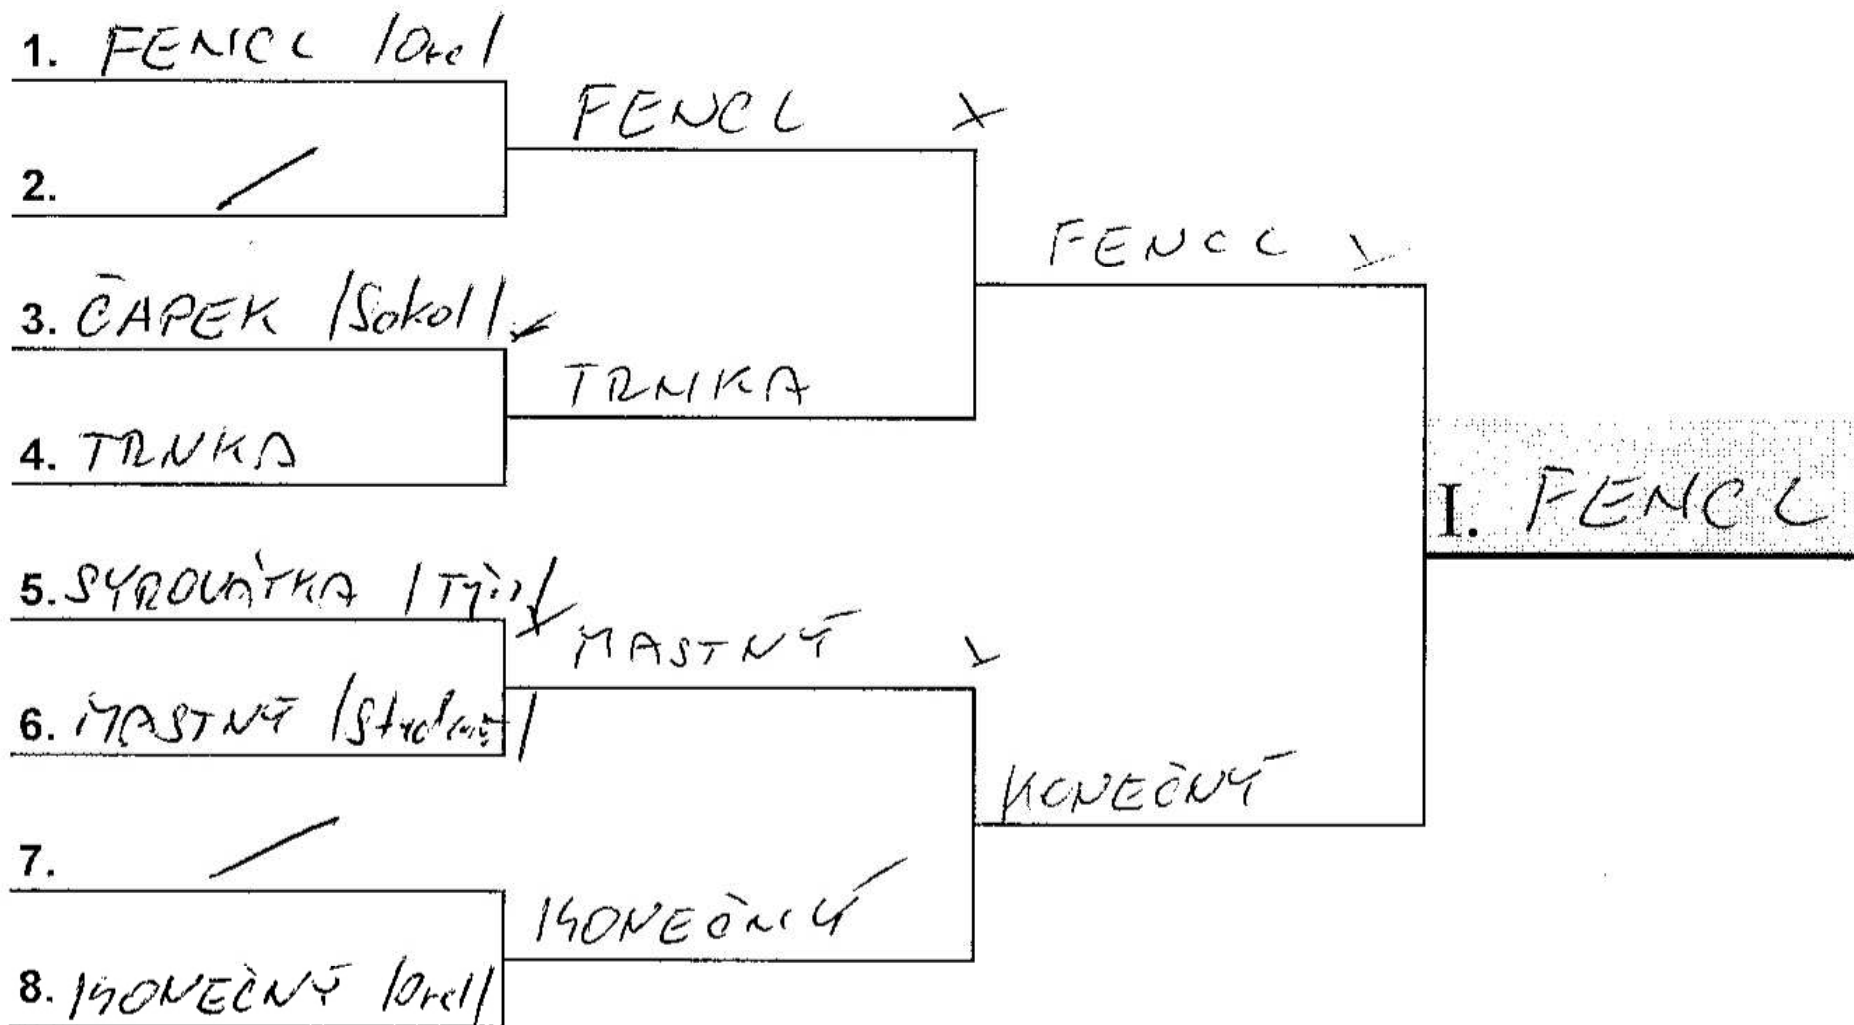 1. FENCL /Orel/
FENCL
2.
FENCL
3. ČAPEK /Sokol/
TRNKA
4. TRNKA
I. FENCL
5. SYROVÁTKA
MASTNÝ
6. MASTNÝ
KONEČNÝ
7.
KONEČNÝ
8. KONEČNÝ /Orel/